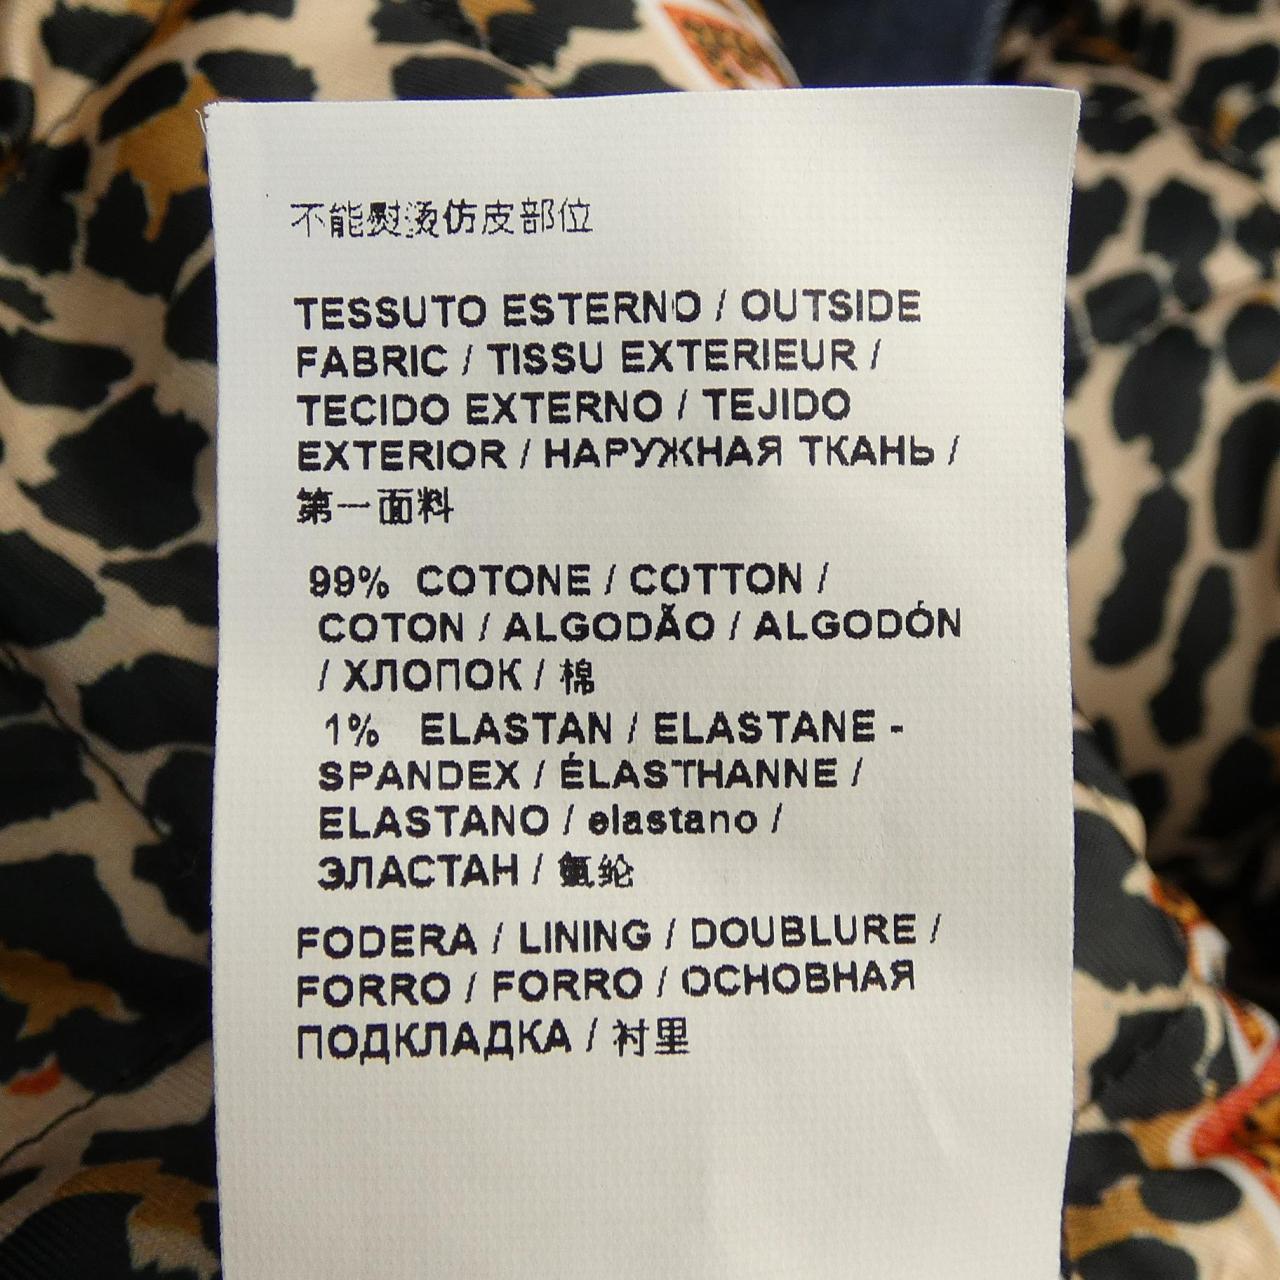 不能熨烫仿皮部位
TESSUTO ESTERNO / OUTSIDE
FABRIC / TISSU EXTERIEUR /
TECIDO EXTERNO / TEJIDO
EXTERIOR / НАРУЖНАЯ ТКАНЬ /
第一面料
99% COTONE / COTTON /
COTON / ALGODÃO / ALGODÓN
/ ХЛОПОК / 棉
1% ELASTAN / ELASTANE -
SPANDEX / ÉLASTHANNE /
ELASTANO / elastano /
ЭЛАСТАН / 氨纶
FODERA / LINING / DOUBLURE /
FORRO / FORRO / ОСНОВНАЯ
ПОДКЛАДКА / 衬里